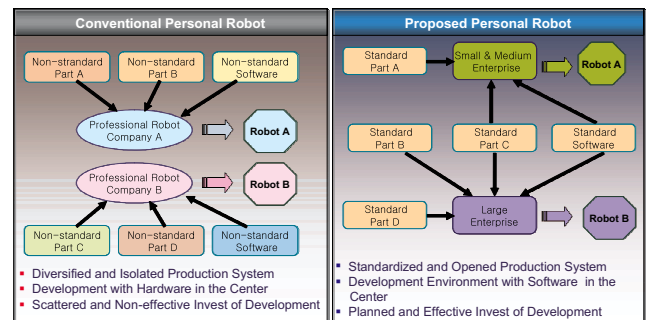 Conventional Personal Robot
Non-strandard
Part A
Non-strandard
Part B
Non-strandard
Software
Professional Robot
Company A
Robot A
Professional Robot
Company B
Robot B
Non-standard
Part C
Non-standard
Part D
Non-standard
Software
Diversified and Isolated Production System
Development with Hardware in the Center
Scattered and Non-effective Invest of Development
Proposed Personal Robot
Standard
Part A
Small & Medium
Enterprise
Robot A
Standard
Part B
Standard
Part C
Standard
Software
Standard
Part D
Large
Enterprise
Robot B
Standardized and Opened Production System
Development Environment with Software in the
Center
Planned and Effective Invest of Development